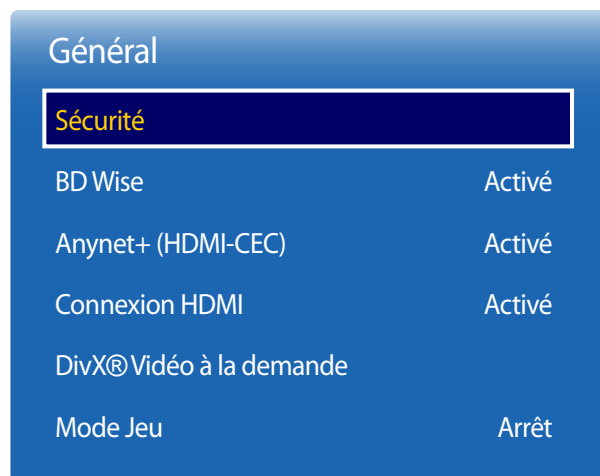 Général
Sécurité
BD Wise Activé
Anynet+ (HDMI-CEC) Activé
Connexion HDMI Activé
DivX® Vidéo à la demande
Mode Jeu Arrêt